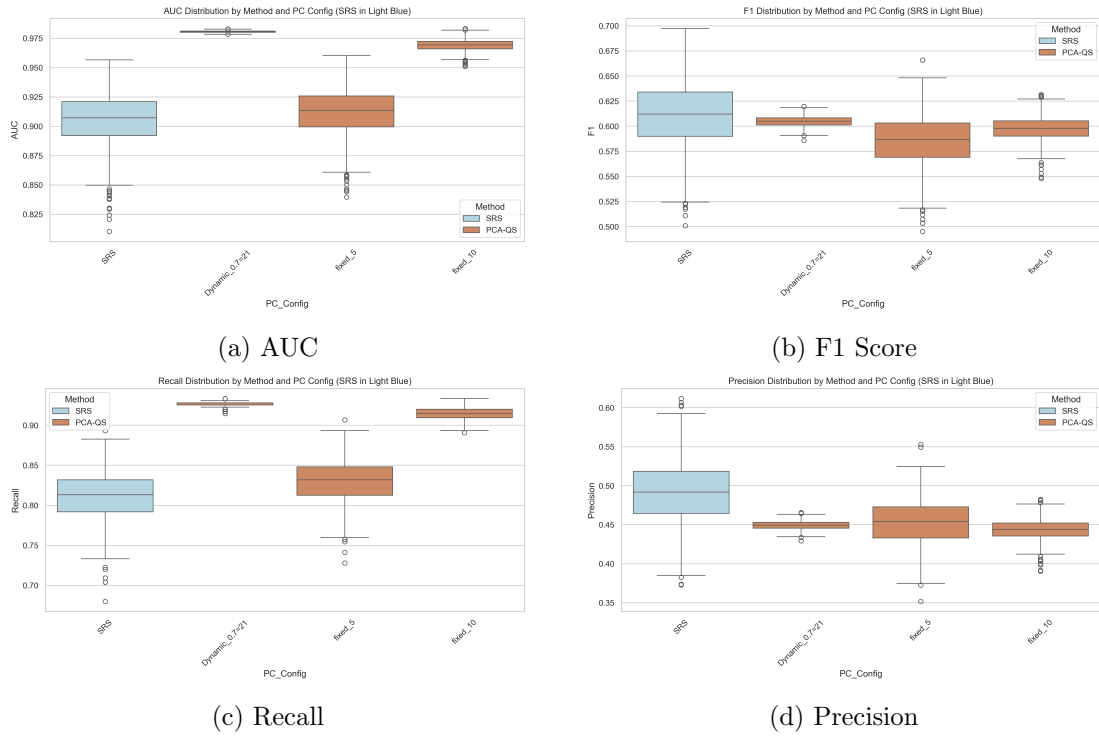 AUC Distribution by Method and PC Config (SRS in Light Blue)
0.975
0.950
0.925
0.900
0.875
0.850
0.825
AUC
Method
SRS
PCA-QS
SRS
Dynamic_0.7=21
fixed_5
fixed_10
PC_Config
(a) AUC
F1 Distribution by Method and PC Config (SRS in Light Blue)
0.700
0.675
0.650
0.625
0.600
0.575
0.550
0.525
0.500
F1
Method
SRS
PCA-QS
SRS
Dynamic_0.7=21
fixed_5
fixed_10
PC_Config
(b) F1 Score
Recall Distribution by Method and PC Config (SRS in Light Blue)
Method
SRS
PCA-QS
0.90
0.85
0.80
0.75
0.70
Recall
SRS
Dynamic_0.7=21
fixed_5
fixed_10
PC_Config
(c) Recall
Precision Distribution by Method and PC Config (SRS in Light Blue)
Method
SRS
PCA-QS
0.60
0.55
0.50
0.45
0.40
0.35
Precision
SRS
Dynamic_0.7=21
fixed_5
fixed_10
PC_Config
(d) Precision